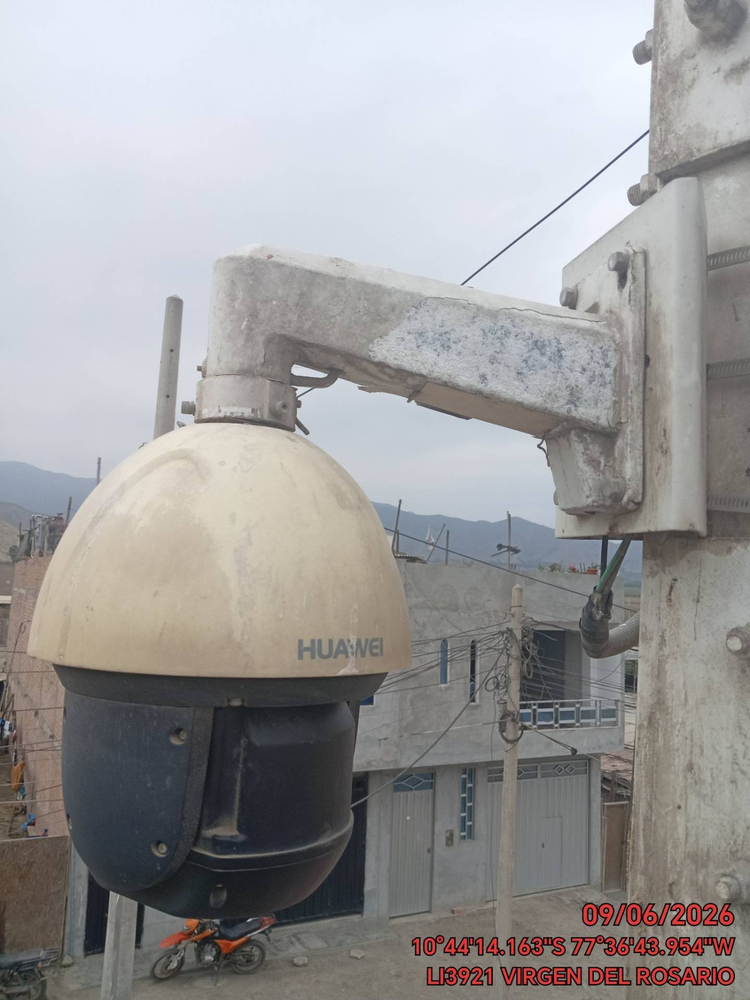 HUAWEI
09/06/2026
10°44'14.163"S 77°36'43.954"W
LI3921 VIRGEN DEL ROSARIO